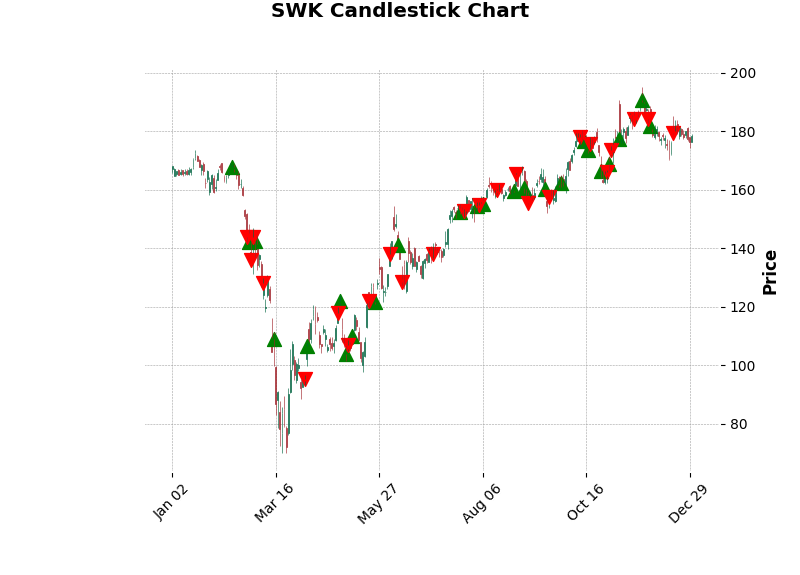 SWK Candlestick Chart
200
180
160
140
120
100
80
Price
Jan 02
Mar 16
May 27
Aug 06
Oct 16
Dec 29